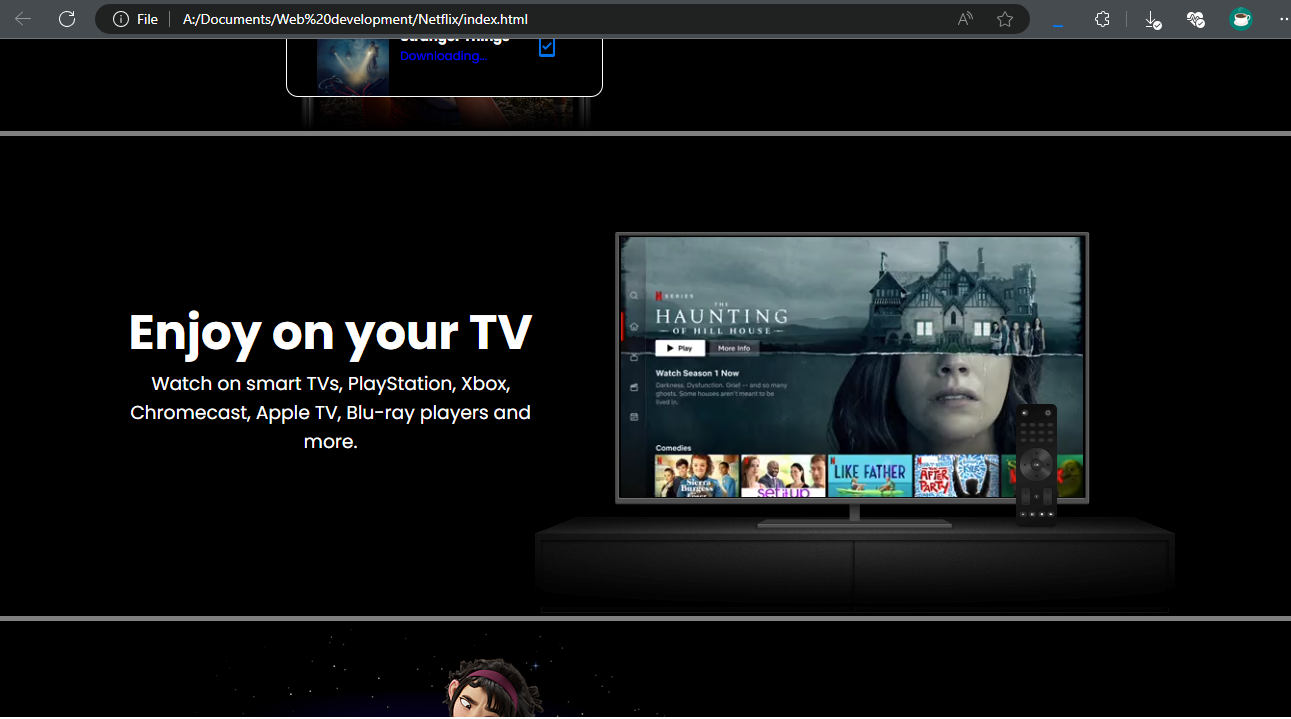 File
A:/Documents/Web%20development/Netflix/index.html
Stranger Things
Downloading...
Enjoy on your TV
Watch on smart TVs, PlayStation, Xbox,
Chromecast, Apple TV, Blu-ray players and
more.
N SERIES
THE
HAUNTING
OF HILL HOUSE
Play
More Info
Watch Season 1 Now
Darkness. Dysfunction. Grief -- and so many
ghosts. Some houses aren't meant to be
lived in.
Comedies
Sierra
Burgess
set it up
LIKE FATHER
THE
AFTER
PARTY